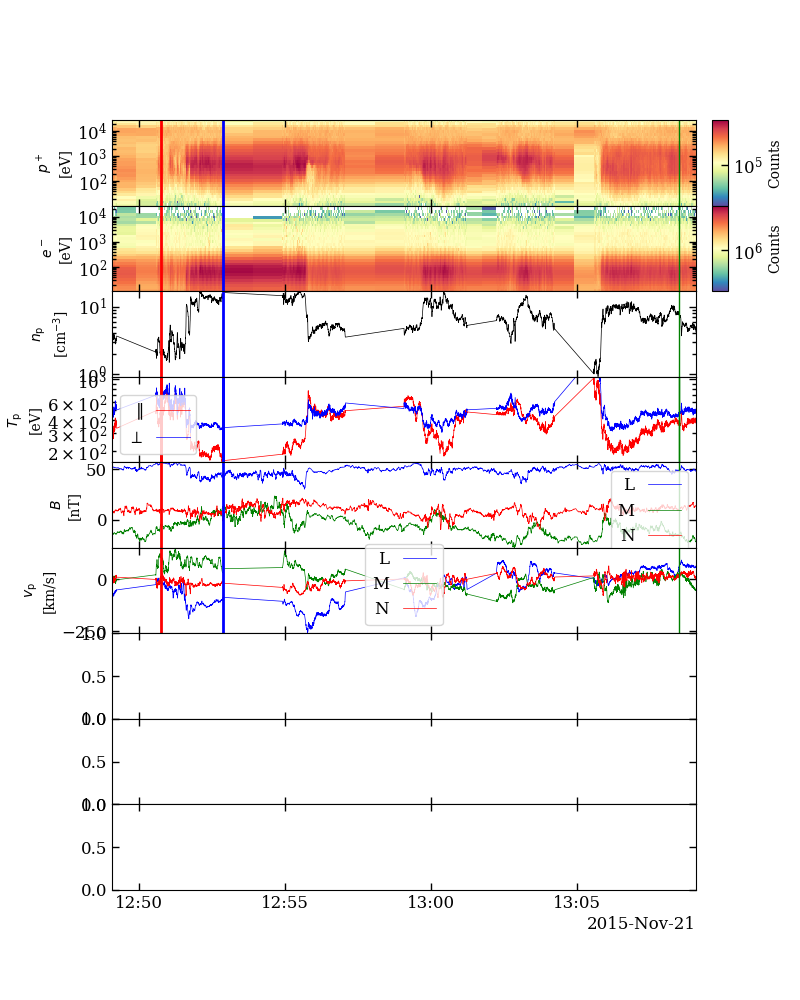 10⁴
10³
10²
p⁺
[eV]
10⁵
Counts
10⁴
10³
10²
e⁻
[eV]
10⁶
Counts
10¹
10⁰
nₚ
[cm⁻³]
10³
6 × 10²
4 × 10²
3 × 10²
2 × 10²
Tₚ
[eV]
∥
⊥
50
0
B
[nT]
L
M
N
0
−250
vₚ
[km/s]
L
M
N
1.0
0.5
0.0
1.0
0.5
0.0
1.0
0.5
0.0
12:50
12:55
13:00
13:05
2015-Nov-21